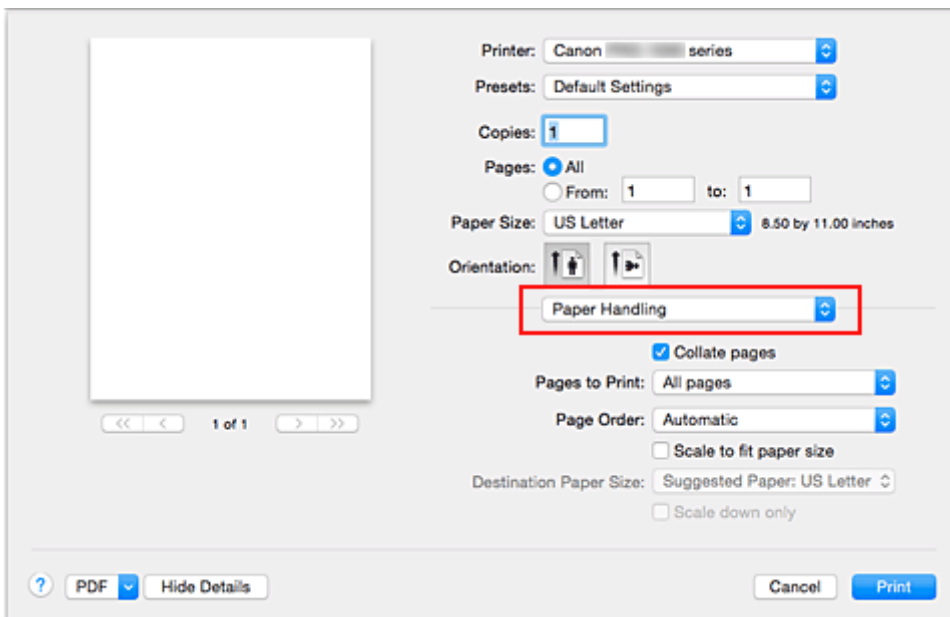 Printer: Canon series
Presets: Default Settings
Copies: 1
Pages: All
From: 1 to: 1
Paper Size: US Letter 8.50 by 11.00 inches
Orientation:
Paper Handling
Collate pages
Pages to Print: All pages
1 of 1
Page Order: Automatic
Scale to fit paper size
Destination Paper Size: Suggested Paper: US Letter
Scale down only
? PDF Hide Details Cancel Print